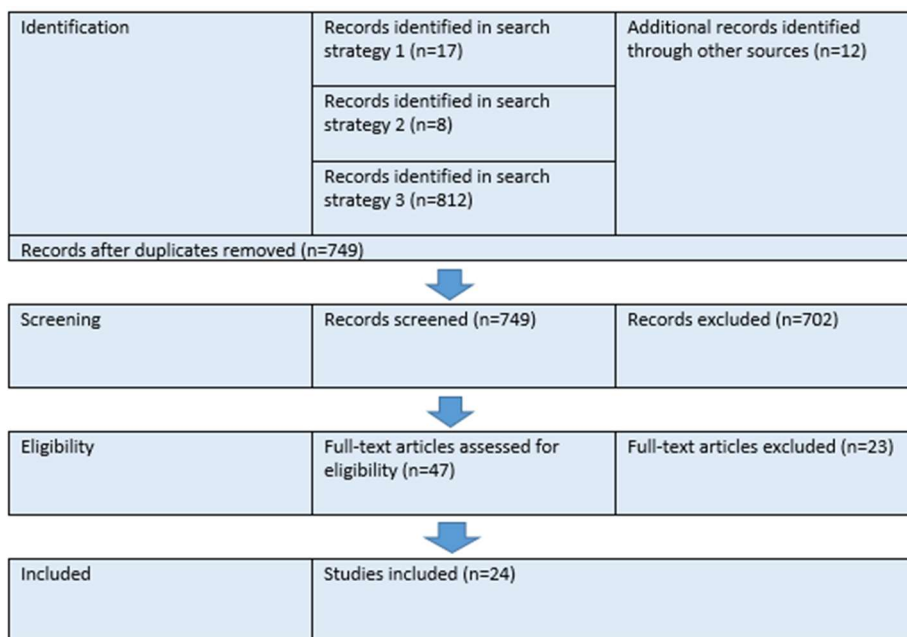 Identification
Records identified in search
strategy 1 (n=17)
Records identified in search
strategy 2 (n=8)
Records identified in search
strategy 3 (n=812)
Additional records identified
through other sources (n=12)
Records after duplicates removed (n=749)
Screening
Records screened (n=749)
Records excluded (n=702)
Eligibility
Full-text articles assessed for
eligibility (n=47)
Full-text articles excluded (n=23)
Included
Studies included (n=24)